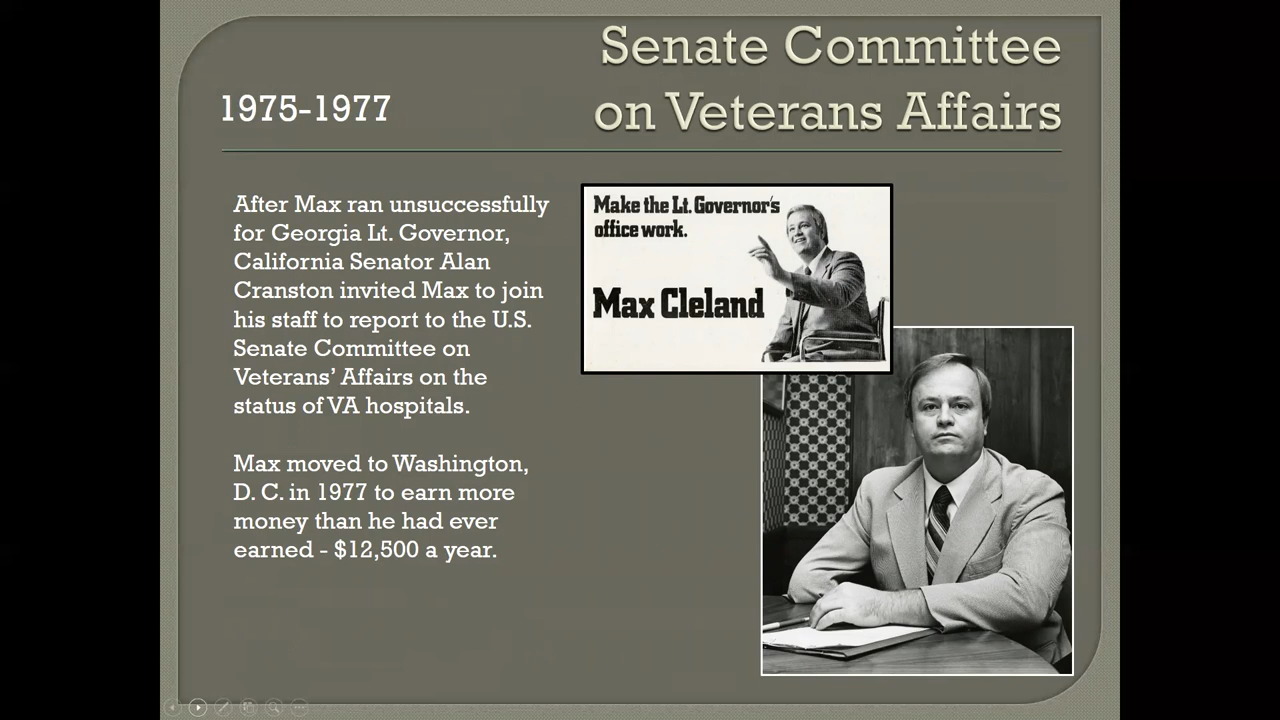 Senate Committee
on Veterans Affairs
1975-1977
After Max ran unsuccessfully
for Georgia Lt. Governor,
California Senator Alan
Cranston invited Max to join
his staff to report to the U.S.
Senate Committee on
Veterans’ Affairs on the
status of VA hospitals.
Max moved to Washington,
D. C. in 1977 to earn more
money than he had ever
earned - $12,500 a year.
Make the Lt. Governor's
office work.
Max Cleland